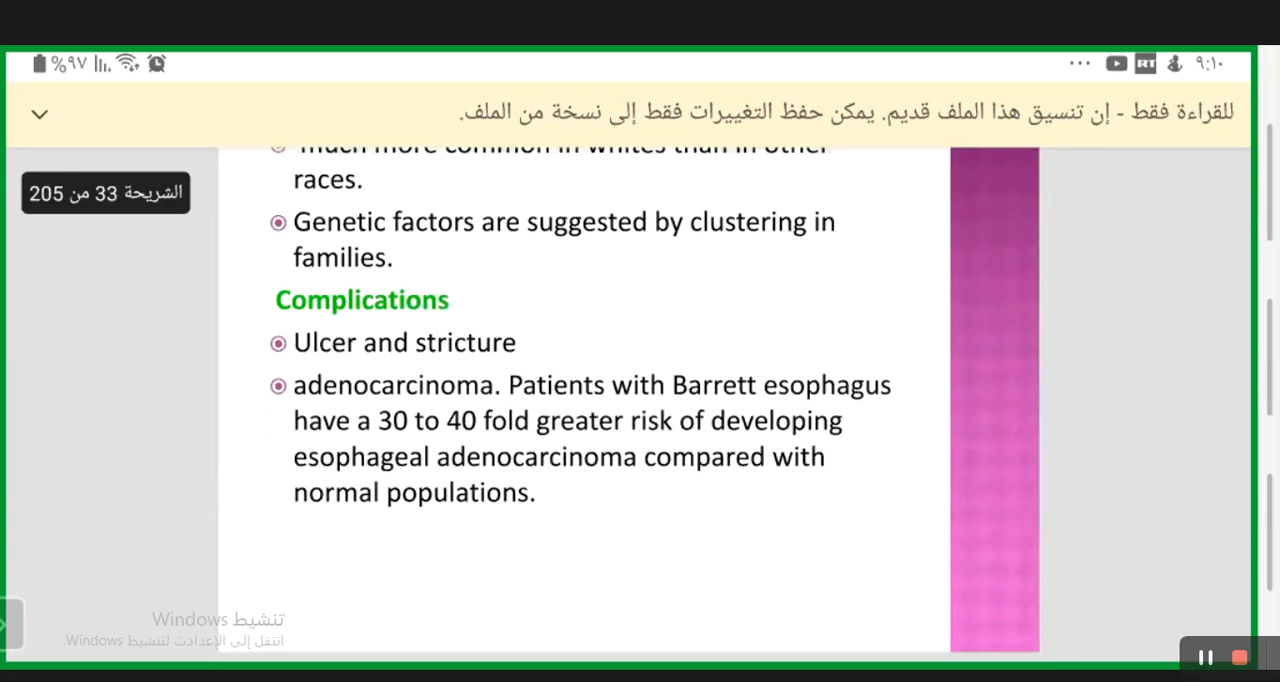 %٩٧
RT
٩:١٠
للقراءة فقط - إن تنسيق هذا الملف قديم. يمكن حفظ التغييرات فقط إلى نسخة من الملف.
الشريحة 33 من 205
much more common in whites than in other
races.
Genetic factors are suggested by clustering in
families.
Complications
Ulcer and stricture
adenocarcinoma. Patients with Barrett esophagus
have a 30 to 40 fold greater risk of developing
esophageal adenocarcinoma compared with
normal populations.
تنشيط Windows
انتقل إلى الإعدادت لتنشيط Windows.